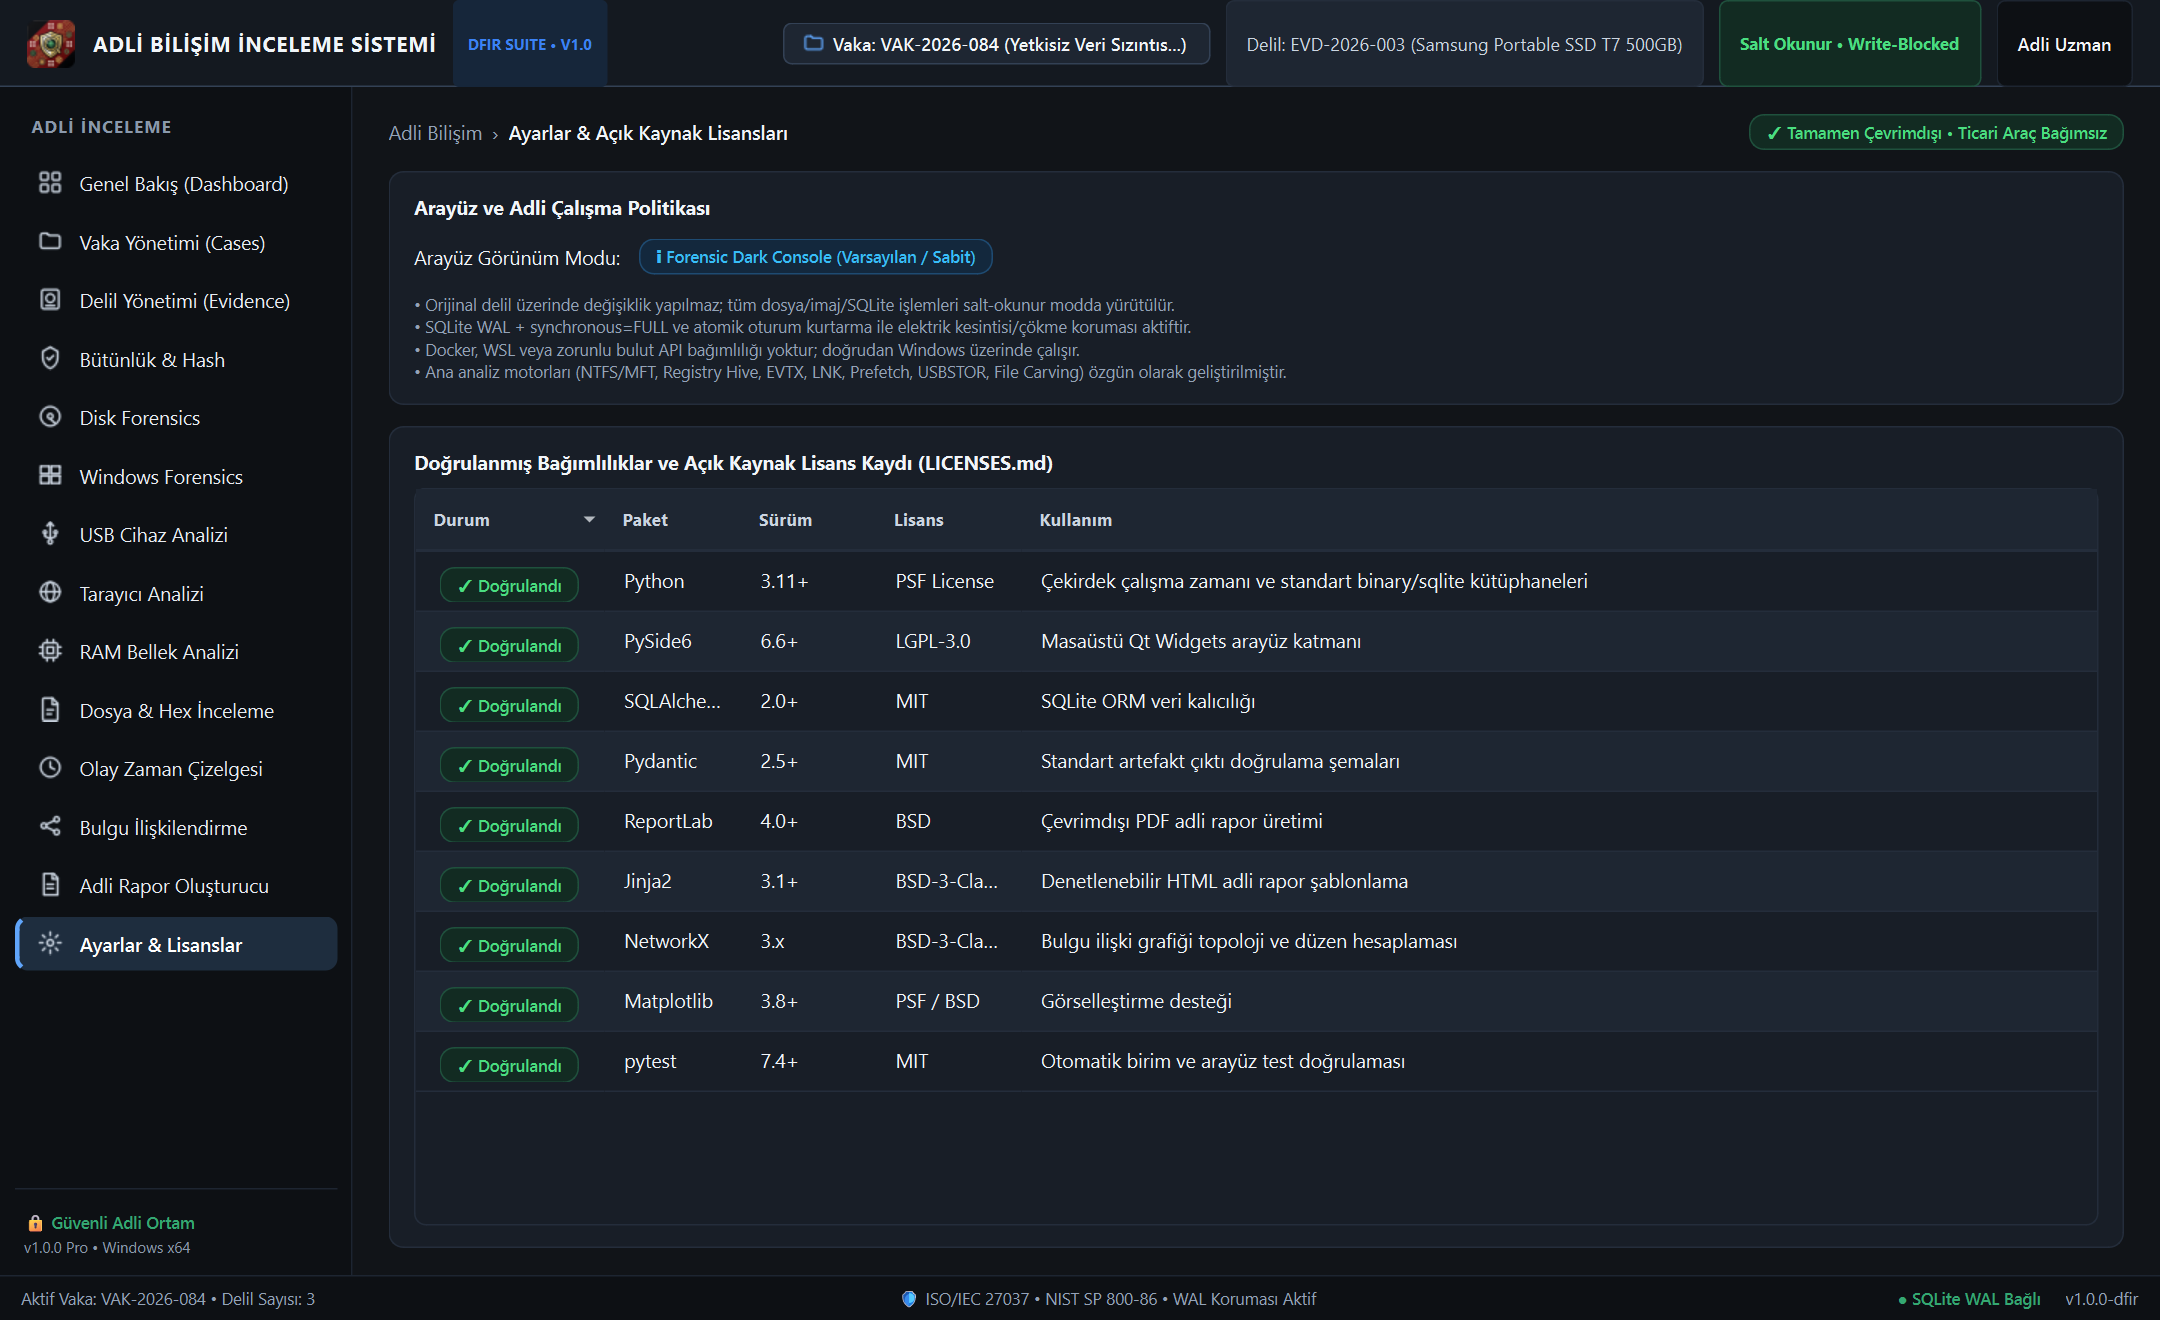 ADLİ BİLİŞİM İNCELEME SİSTEMİ
DFIR SUITE • V1.0
Vaka: VAK-2026-084 (Yetkisiz Veri Sızıntıs...)
Delil: EVD-2026-003 (Samsung Portable SSD T7 500GB)
Salt Okunur • Write-Blocked
Adli Uzman
ADLİ İNCELEME
Genel Bakış (Dashboard)
Vaka Yönetimi (Cases)
Delil Yönetimi (Evidence)
Bütünlük & Hash
Disk Forensics
Windows Forensics
USB Cihaz Analizi
Tarayıcı Analizi
RAM Bellek Analizi
Dosya & Hex İnceleme
Olay Zaman Çizelgesi
Bulgu İlişkilendirme
Adli Rapor Oluşturucu
Ayarlar & Lisanslar
Güvenli Adli Ortam
v1.0.0 Pro • Windows x64
Adli Bilişim › Ayarlar & Açık Kaynak Lisansları
✓ Tamamen Çevrimdışı • Ticari Araç Bağımsız
Arayüz ve Adli Çalışma Politikası
Arayüz Görünüm Modu: ℹ Forensic Dark Console (Varsayılan / Sabit)
• Orijinal delil üzerinde değişiklik yapılmaz; tüm dosya/imaj/SQLite işlemleri salt-okunur modda yürütülür.
• SQLite WAL + synchronous=FULL ve atomik oturum kurtarma ile elektrik kesintisi/çökme koruması aktiftir.
• Docker, WSL veya zorunlu bulut API bağımlılığı yoktur; doğrudan Windows üzerinde çalışır.
• Ana analiz motorları (NTFS/MFT, Registry Hive, EVTX, LNK, Prefetch, USBSTOR, File Carving) özgün olarak geliştirilmiştir.
Doğrulanmış Bağımlılıklar ve Açık Kaynak Lisans Kaydı (LICENSES.md)
Durum Paket Sürüm Lisans Kullanım
✓ Doğrulandı Python 3.11+ PSF License Çekirdek çalışma zamanı ve standart binary/sqlite kütüphaneleri
✓ Doğrulandı PySide6 6.6+ LGPL-3.0 Masaüstü Qt Widgets arayüz katmanı
✓ Doğrulandı SQLAlche... 2.0+ MIT SQLite ORM veri kalıcılığı
✓ Doğrulandı Pydantic 2.5+ MIT Standart artefakt çıktı doğrulama şemaları
✓ Doğrulandı ReportLab 4.0+ BSD Çevrimdışı PDF adli rapor üretimi
✓ Doğrulandı Jinja2 3.1+ BSD-3-Cla... Denetlenebilir HTML adli rapor şablonlama
✓ Doğrulandı NetworkX 3.x BSD-3-Cla... Bulgu ilişki grafiği topoloji ve düzen hesaplaması
✓ Doğrulandı Matplotlib 3.8+ PSF / BSD Görselleştirme desteği
✓ Doğrulandı pytest 7.4+ MIT Otomatik birim ve arayüz test doğrulaması
Aktif Vaka: VAK-2026-084 • Delil Sayısı: 3
ISO/IEC 27037 • NIST SP 800-86 • WAL Koruması Aktif
● SQLite WAL Bağlı
v1.0.0-dfir